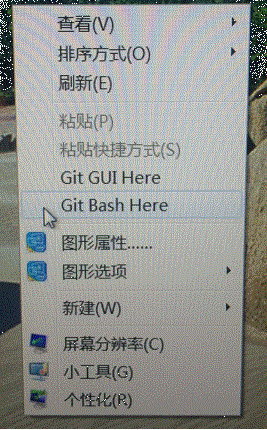 查看(V)
排序方式(O)
刷新(E)
粘贴(P)
粘贴快捷方式(S)
Git GUI Here
Git Bash Here
图形属性......
图形选项
新建(W)
屏幕分辨率(C)
小工具(G)
个性化(R)